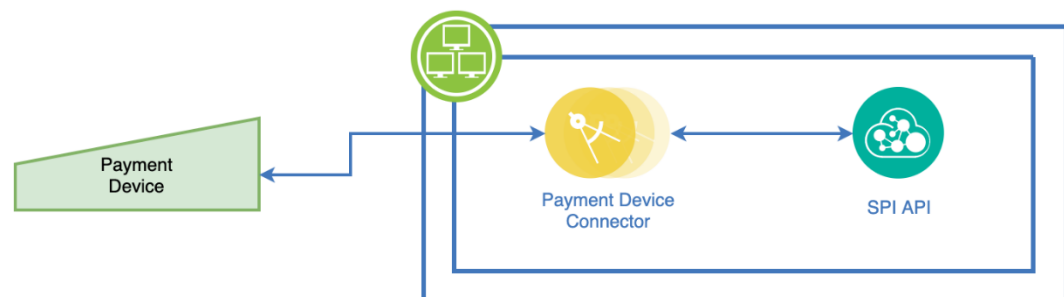 Payment
Device
Payment Device
Connector
SPI API